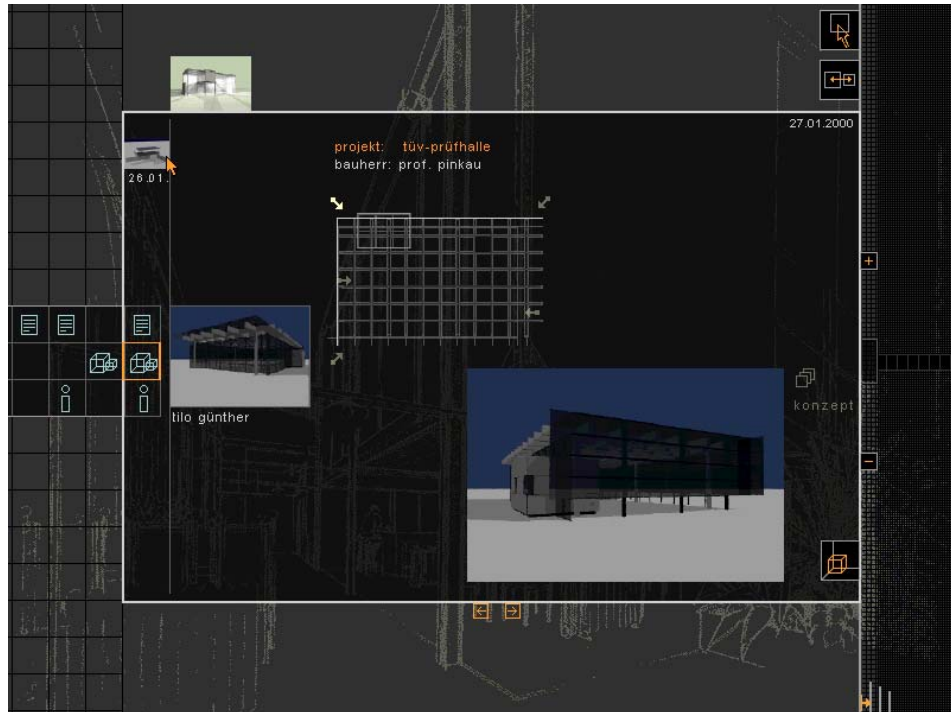 27.01.2000
projekt: tüv-prüfhalle
bauherr: prof. pinkau
26.01.
tilo günther
konzept